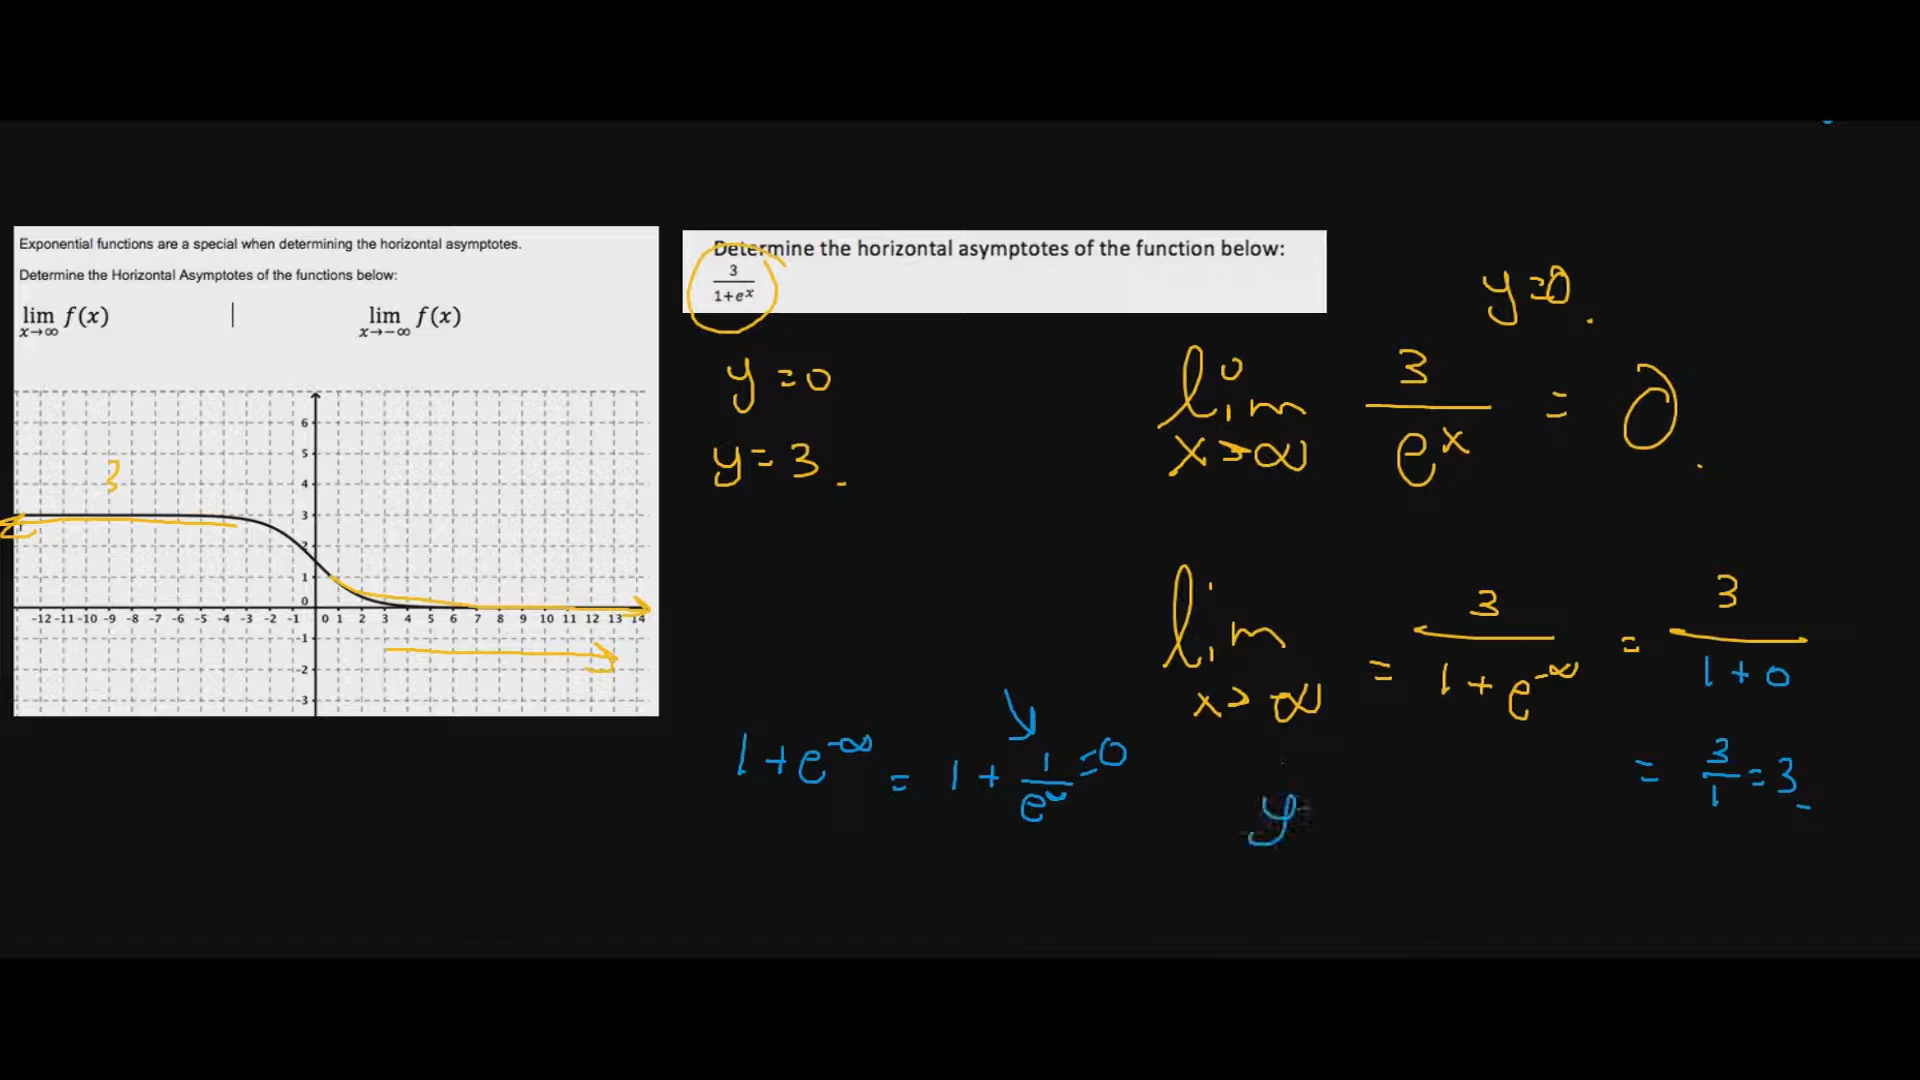 Exponential functions are a special when determining the horizontal asymptotes.
Determine the Horizontal Asymptotes of the functions below:
lim x→∞ f(x) | lim x→−∞ f(x)
6
5
4
3
3
2
1
0
-12 -11 -10 -9 -8 -7 -6 -5 -4 -3 -2 -1 0 1 2 3 4 5 6 7 8 9 10 11 12 13 14
-1
-2
-3
Determine the horizontal asymptotes of the function below:
3/(1+eˣ)
y=0
y=3.
y=0.
lim x→∞ 3/eˣ = 0.
lim x→-∞ = 3/(1+e^-∞) = 3/(1+0)
= 3/1 = 3.
1+e^-∞ = 1+ 1/e^∞ =0
y